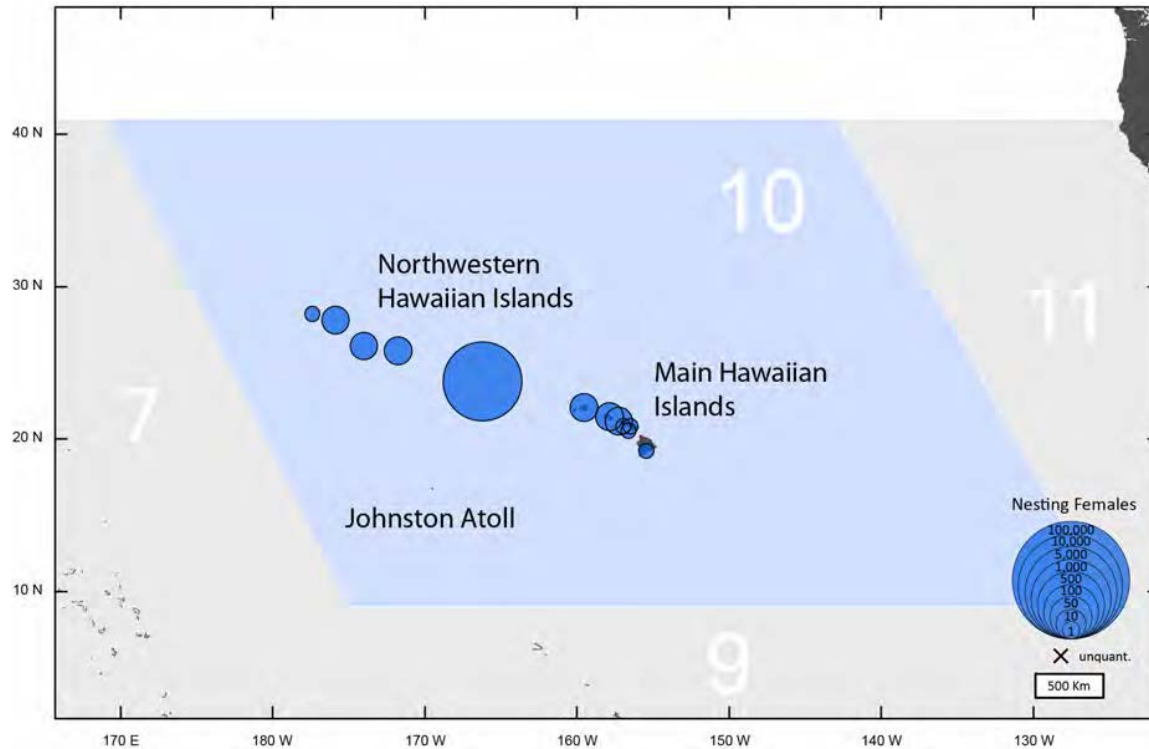 40 N
10
Northwestern
Hawaiian Islands
30 N
11
Main Hawaiian
Islands
7
20 N
Johnston Atoll
Nesting Females
100,000
10,000
5,000
1,000
500
100
50
10
1
10 N
9
unquant.
500 Km
170 E
180 W
170 W
160 W
150 W
140 W
130 W